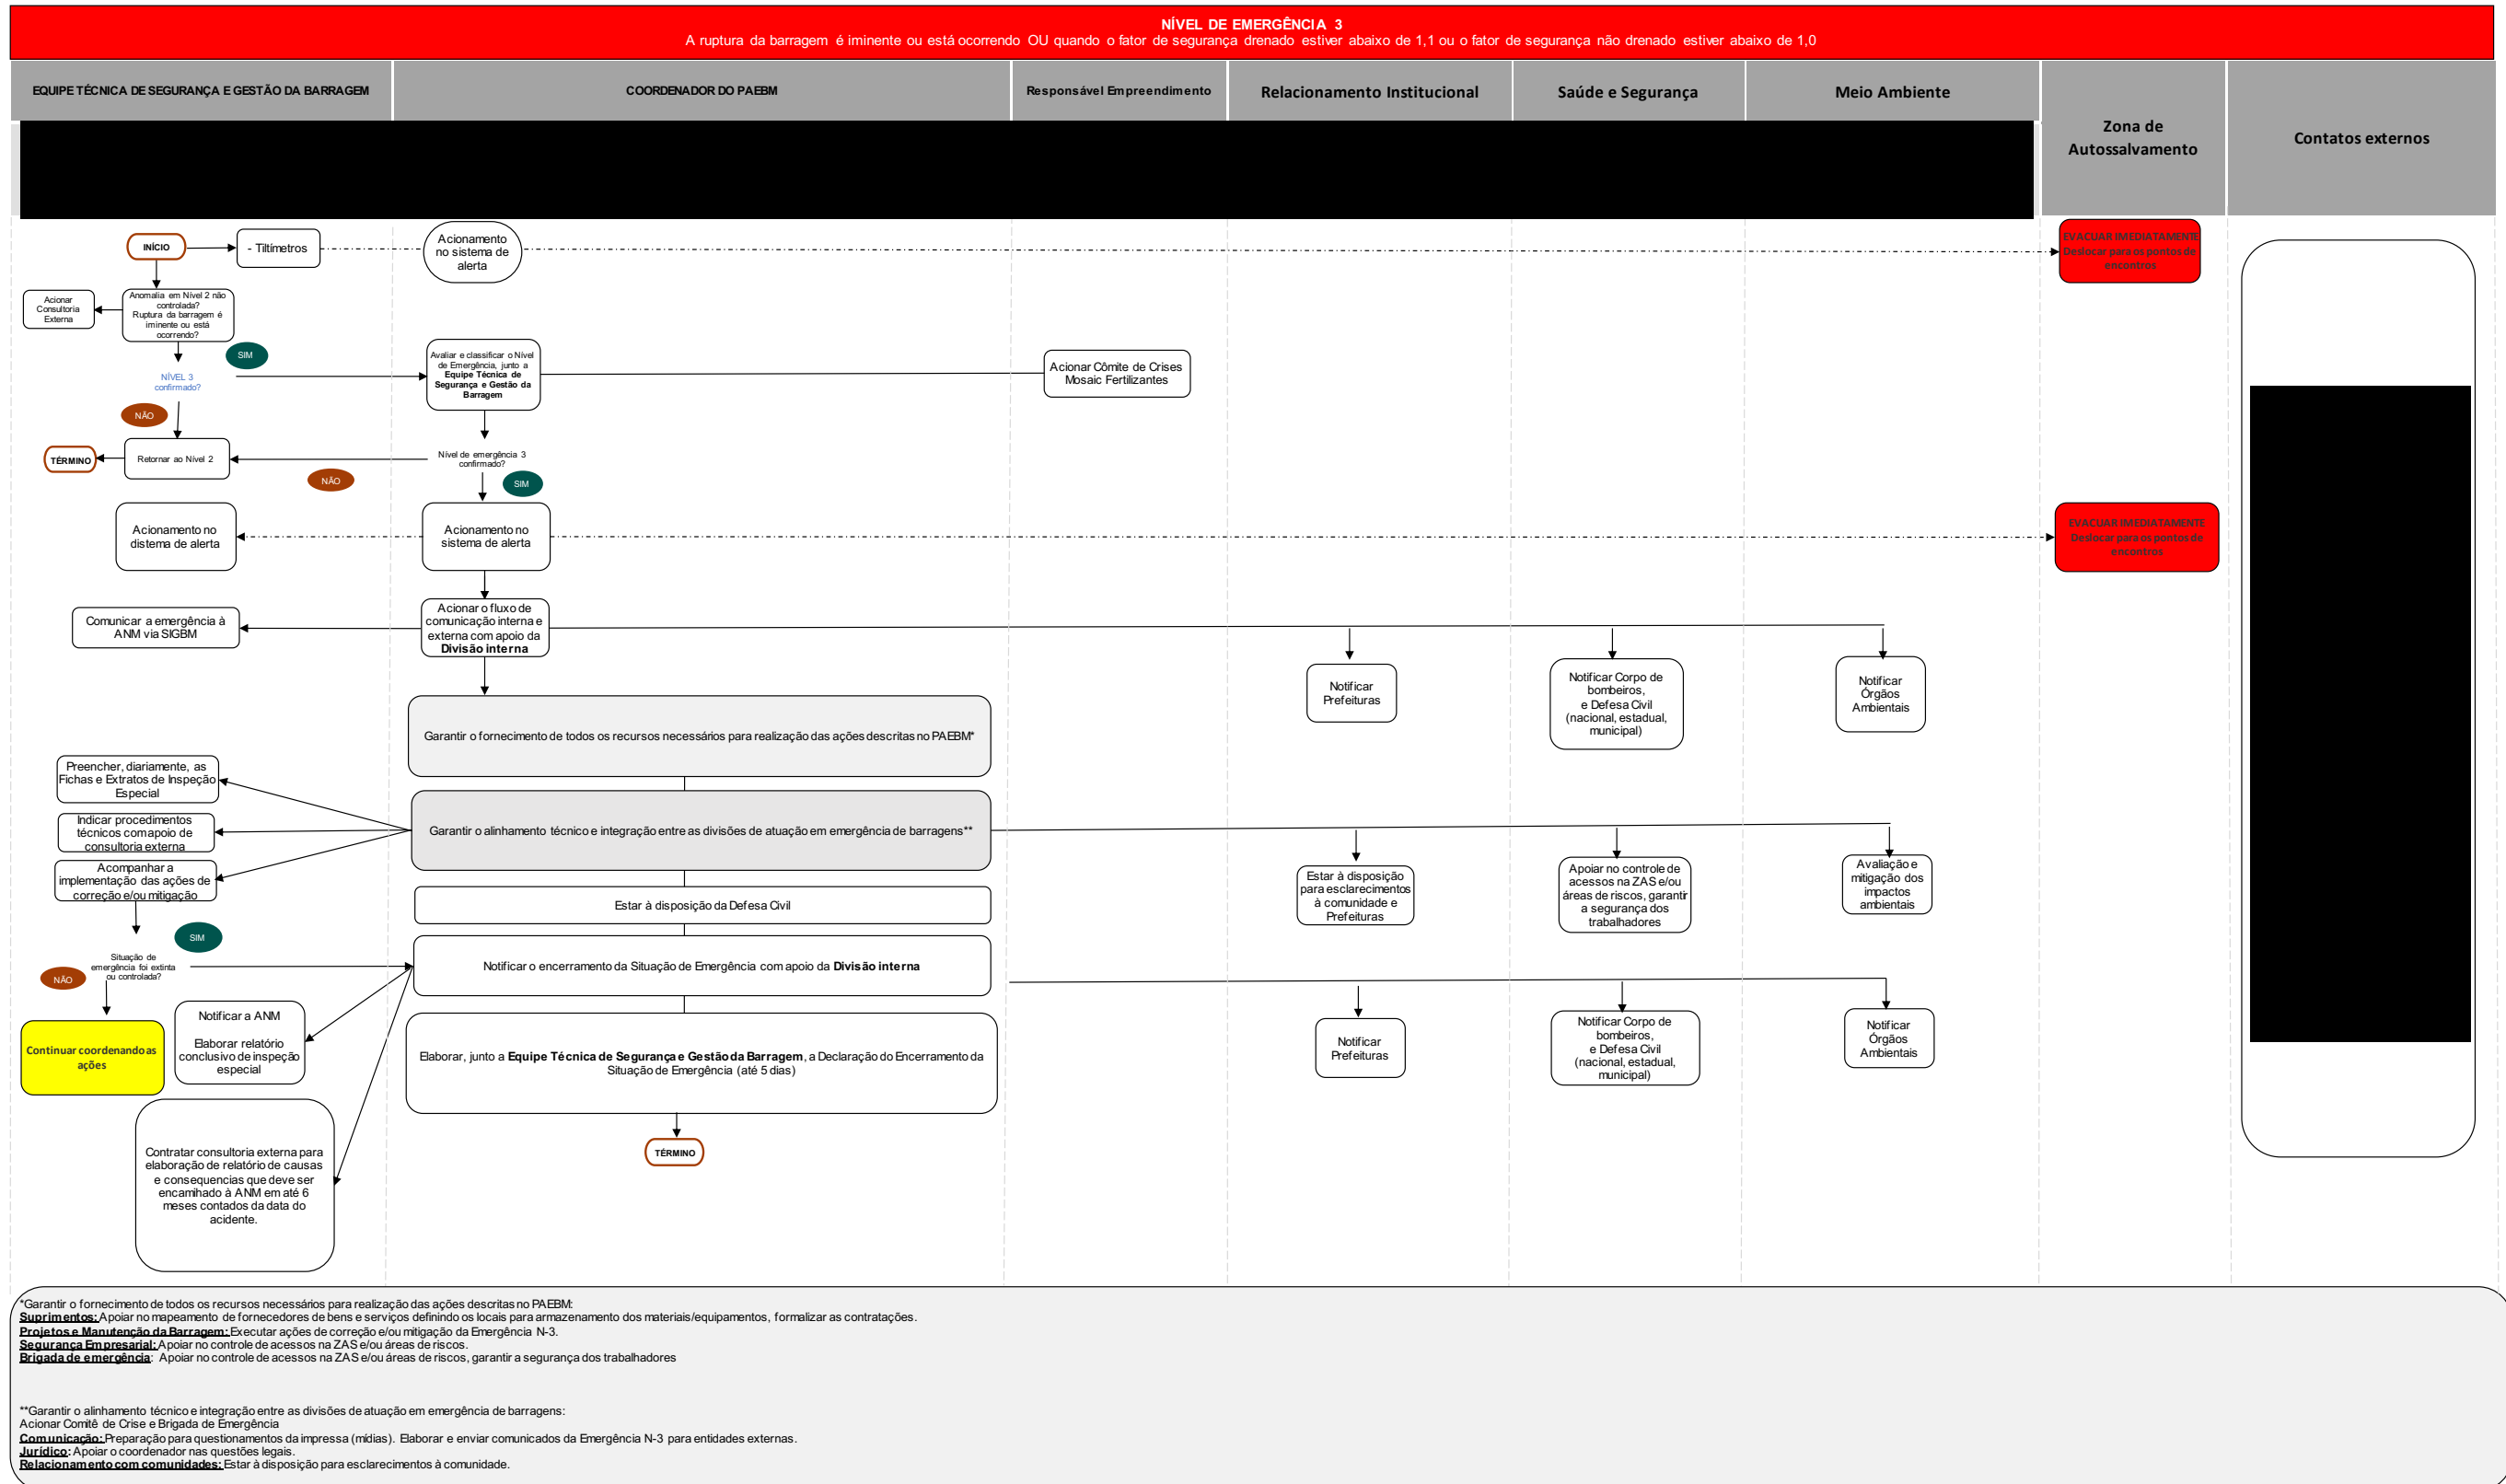 NÍVEL DE EMERGÊNCIA 3
A ruptura da barragem é iminente ou está ocorrendo OU quando o fator de segurança drenado estiver abaixo de 1,1 ou o fator de segurança não drenado estiver abaixo de 1,0
EQUIPE TÉCNICA DE SEGURANÇA E GESTÃO DA BARRAGEM
COORDENADOR DO PAEBM
Responsável Empreendimento
Relacionamento Institucional
Saúde e Segurança
Meio Ambiente
Zona de
Autossalvamento
Contatos externos
INÍCIO
- Tiltímetros
Acionamento
no sistema de
alerta
EVACUAR IMEDIATAMENTE
Deslocar para os pontos de
encontros
Acionar
Consultoria
Externa
Anomalia em Nível 2 não
controlada?
Ruptura da barragem é
iminente ou está
ocorrendo?
SIM
NÍVEL 3
confirmado?
Avaliar e classificar o Nível
de Emergência, junto a
Equipe Técnica de
Segurança e Gestão da
Barragem
Acionar Cômite de Crises
Mosaic Fertilizantes
NÃO
TÉRMINO
Retornar ao Nível 2
NÃO
Nível de emergência 3
confirmado?
SIM
Acionamento no
distema de alerta
Acionamento no
sistema de alerta
EVACUAR IMEDIATAMENTE
Deslocar para os pontos de
encontros
Comunicar a emergência à
ANM via SIGBM
Acionar o fluxo de
comunicação interna e
externa com apoio da
Divisão interna
Notificar
Prefeituras
Notificar Corpo de
bombeiros,
e Defesa Civil
(nacional, estadual,
municipal)
Notificar
Órgãos
Ambientais
Garantir o fornecimento de todos os recursos necessários para realização das ações descritas no PAEBM*
Preencher, diariamente, as
Fichas e Extratos de Inspeção
Especial
Indicar procedimentos
técnicos com apoio de
consultoria externa
Acompanhar a
implementação das ações de
correção e/ou mitigação
Garantir o alinhamento técnico e integração entre as divisões de atuação em emergência de barragens**
Estar à disposição
para esclarecimentos
à comunidade e
Prefeituras
Apoiar no controle de
acessos na ZAS e/ou
áreas de riscos, garantir
a segurança dos
trabalhadores
Avaliação e
mitigação dos
impactos
ambientais
Estar à disposição da Defesa Civil
SIM
Situação de
emergência foi extinta
ou controlada?
NÃO
Notificar o encerramento da Situação de Emergência com apoio da Divisão interna
Continuar coordenando as
ações
Notificar a ANM
Elaborar relatório
conclusivo de inspeção
especial
Elaborar, junto a Equipe Técnica de Segurança e Gestão da Barragem, a Declaração do Encerramento da
Situação de Emergência (até 5 dias)
Notificar
Prefeituras
Notificar Corpo de
bombeiros,
e Defesa Civil
(nacional, estadual,
municipal)
Notificar
Órgãos
Ambientais
Contratar consultoria externa para
elaboração de relatório de causas
e consequencias que deve ser
encamihado à ANM em até 6
meses contados da data do
acidente.
TÉRMINO
*Garantir o fornecimento de todos os recursos necessários para realização das ações descritas no PAEBM:
Suprimentos: Apoiar no mapeamento de fornecedores de bens e serviços definindo os locais para armazenamento dos materiais/equipamentos, formalizar as contratações.
Projetos e Manutenção da Barragem: Executar ações de correção e/ou mitigação da Emergência N-3.
Segurança Empresarial: Apoiar no controle de acessos na ZAS e/ou áreas de riscos.
Brigada de emergência: Apoiar no controle de acessos na ZAS e/ou áreas de riscos, garantir a segurança dos trabalhadores
**Garantir o alinhamento técnico e integração entre as divisões de atuação em emergência de barragens:
Acionar Comitê de Crise e Brigada de Emergência
Comunicação: Preparação para questionamentos da impressa (mídias). Elaborar e enviar comunicados da Emergência N-3 para entidades externas.
Jurídico: Apoiar o coordenador nas questões legais.
Relacionamento com comunidades: Estar à disposição para esclarecimentos à comunidade.